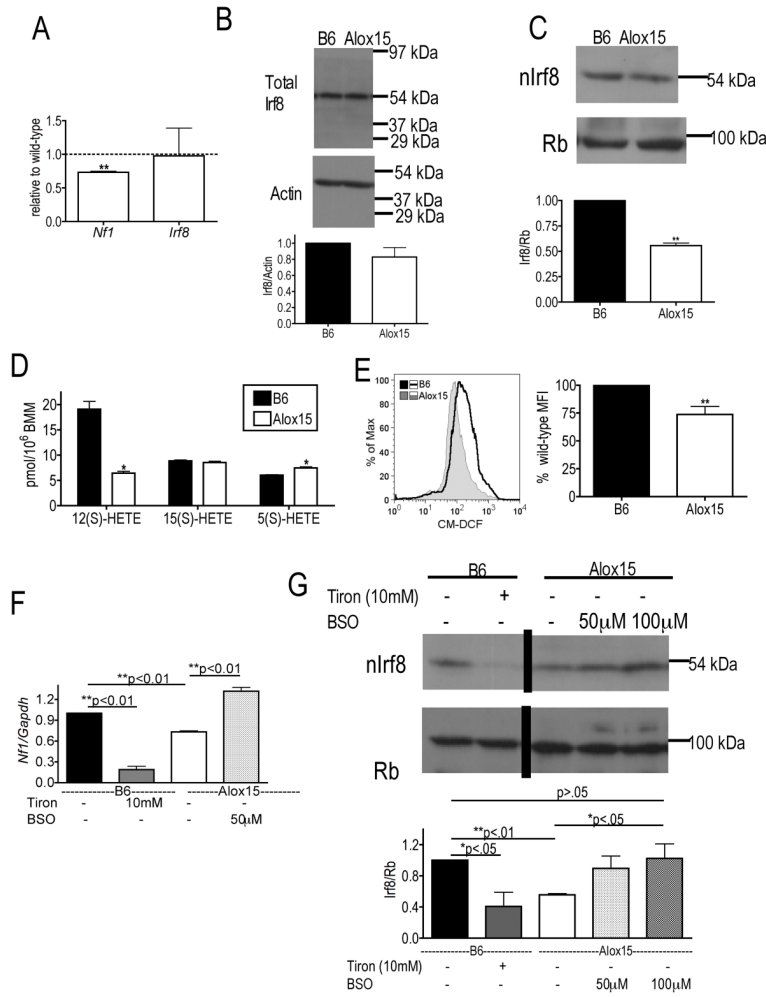 A
relative to wild-type
1.5
1.0
0.5
0.0
**
Nf1
Irf8
B
B6 Alox15
97 kDa
Total
Irf8
54 kDa
37 kDa
29 kDa
Actin
54 kDa
37 kDa
29 kDa
Irf8/Actin
1.0
0.8
0.6
0.4
0.2
0.0
B6
Alox15
C
B6 Alox15
nIrf8
54 kDa
Rb
100 kDa
Irf8/Rb
1.00
0.75
0.50
0.25
0.00
**
B6
Alox15
D
pmol/10⁶ BMM
20
15
10
5
0
B6
Alox15
*
*
12(S)-HETE
15(S)-HETE
5(S)-HETE
E
% of Max
100
80
60
40
20
0
B6
Alox15
10⁰ 10¹ 10² 10³ 10⁴
CM-DCF
% wild-type MFI
100
75
50
25
0
**
B6
Alox15
F
Nf1/Gapdh
1.2
0.9
0.6
0.3
0.0
**p<0.01
**p<0.01
**p<0.01
B6
Alox15
Tiron - 10mM - -
BSO - - - 50µM
G
B6
Alox15
Tiron (10mM) - + - - -
BSO - - - 50µM 100µM
nIrf8
54 kDa
Rb
100 kDa
p>.05
**p<.01
*p<.05
*p<.05
Irf8/Rb
1.2
0.8
0.4
0.0
B6
Alox15
Tiron (10mM) - + - - -
BSO - - - 50µM 100µM